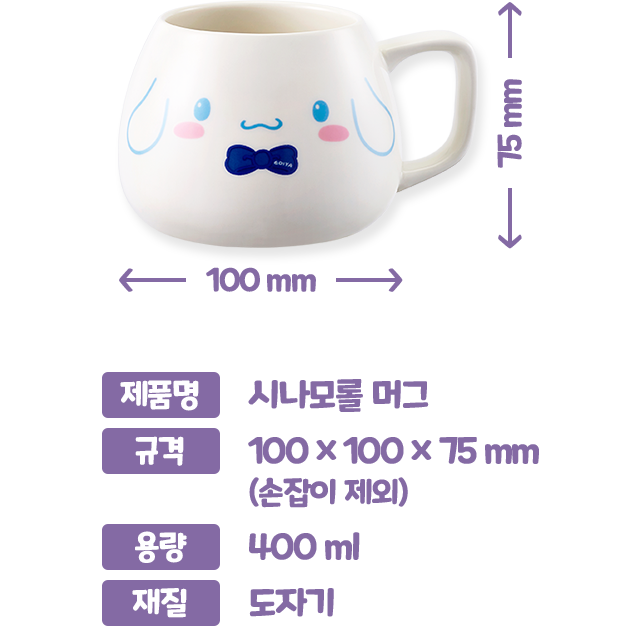 EDIYA
75 mm
100 mm
제품명 시나모롤 머그
규격 100 × 100 × 75 mm
(손잡이 제외)
용량 400 ml
재질 도자기